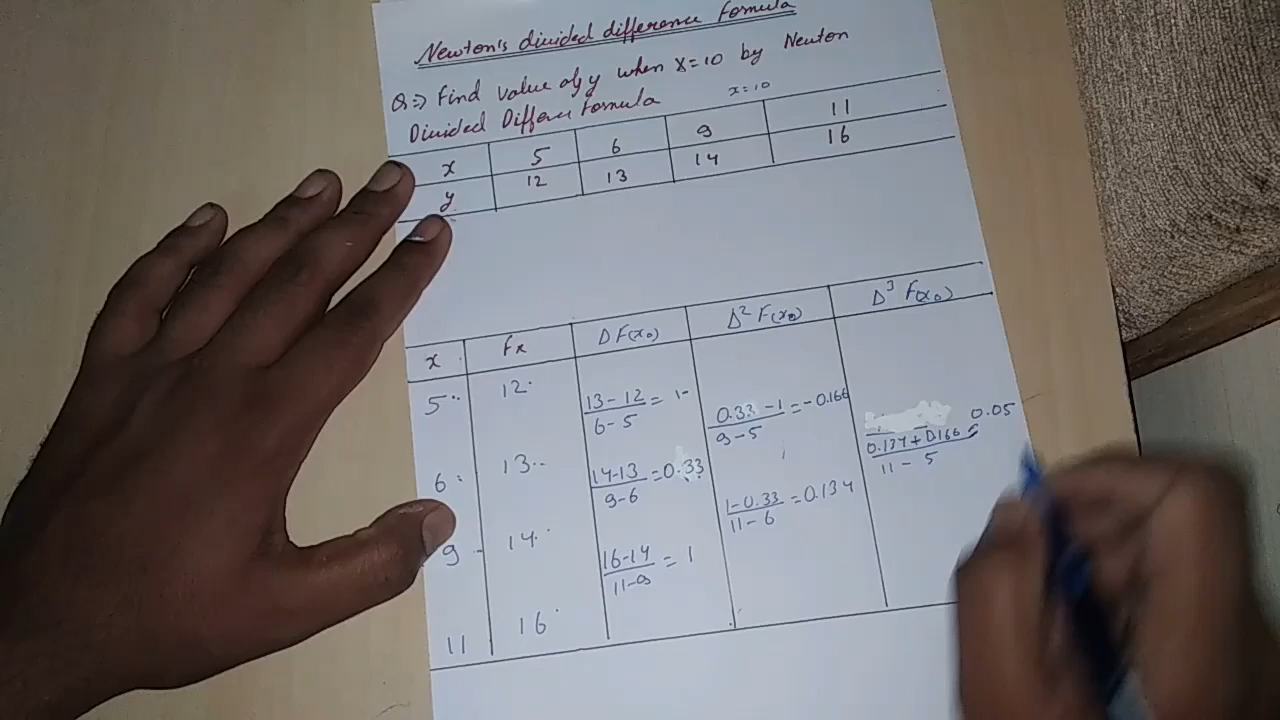 Newton's divided difference Formula
Q⇒ Find value of y when x=10 by Newton
Divided Differnce Formula x=10
x 5 6 9 11
y 12 13 14 16
x Fx ΔF(x₀) Δ² F(x₀) Δ³ F(x₀)
5 12 13-12/6-5 = 1 0.33-1/9-5 = -0.166 0.134+0.166/11-5 = 0.05
6 13 14-13/9-6 = 0.33 1-0.33/11-6 = 0.134
9 14 16-14/11-9 = 1
11 16